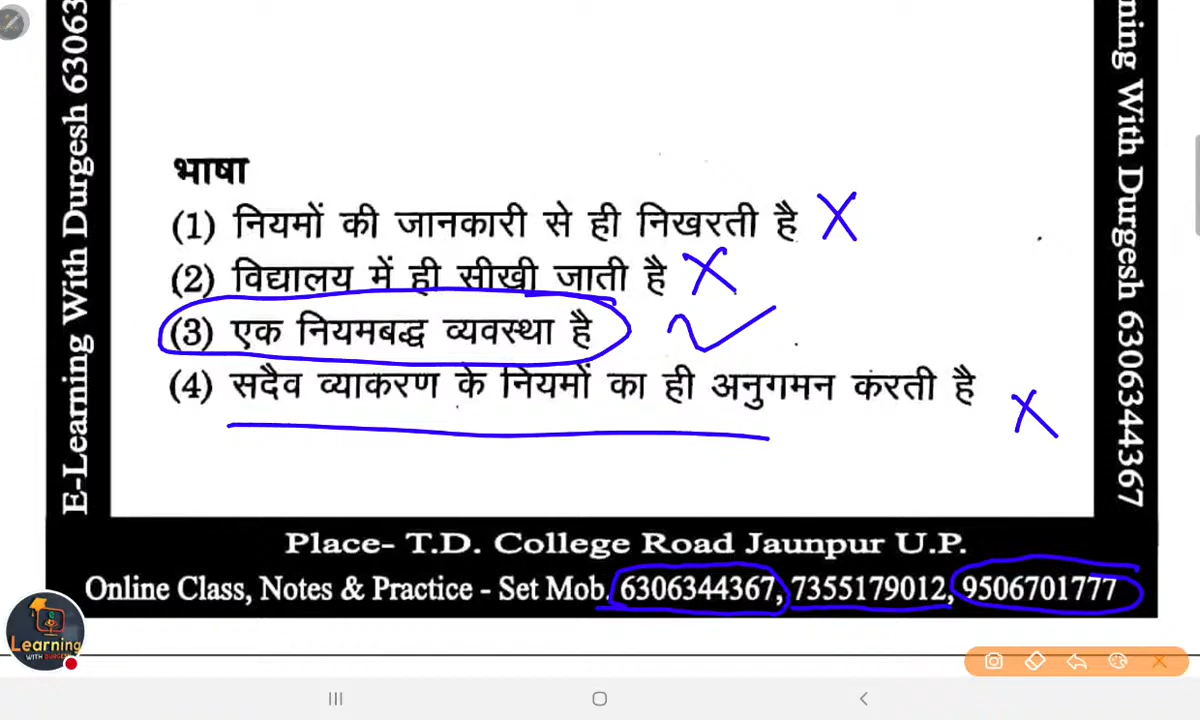 E-Learning With Durgesh 63063
भाषा
(1) नियमों की जानकारी से ही निखरती है
(2) विद्यालय में ही सीखी जाती है
(3) एक नियमबद्ध व्यवस्था है
(4) सदैव व्याकरण के नियमों का ही अनुगमन करती है
ning With Durgesh 6306344367
Place- T.D. College Road Jaunpur U.P.
Online Class, Notes & Practice - Set Mob. 6306344367, 7355179012, 9506701777
Learning
WITH DURGESH